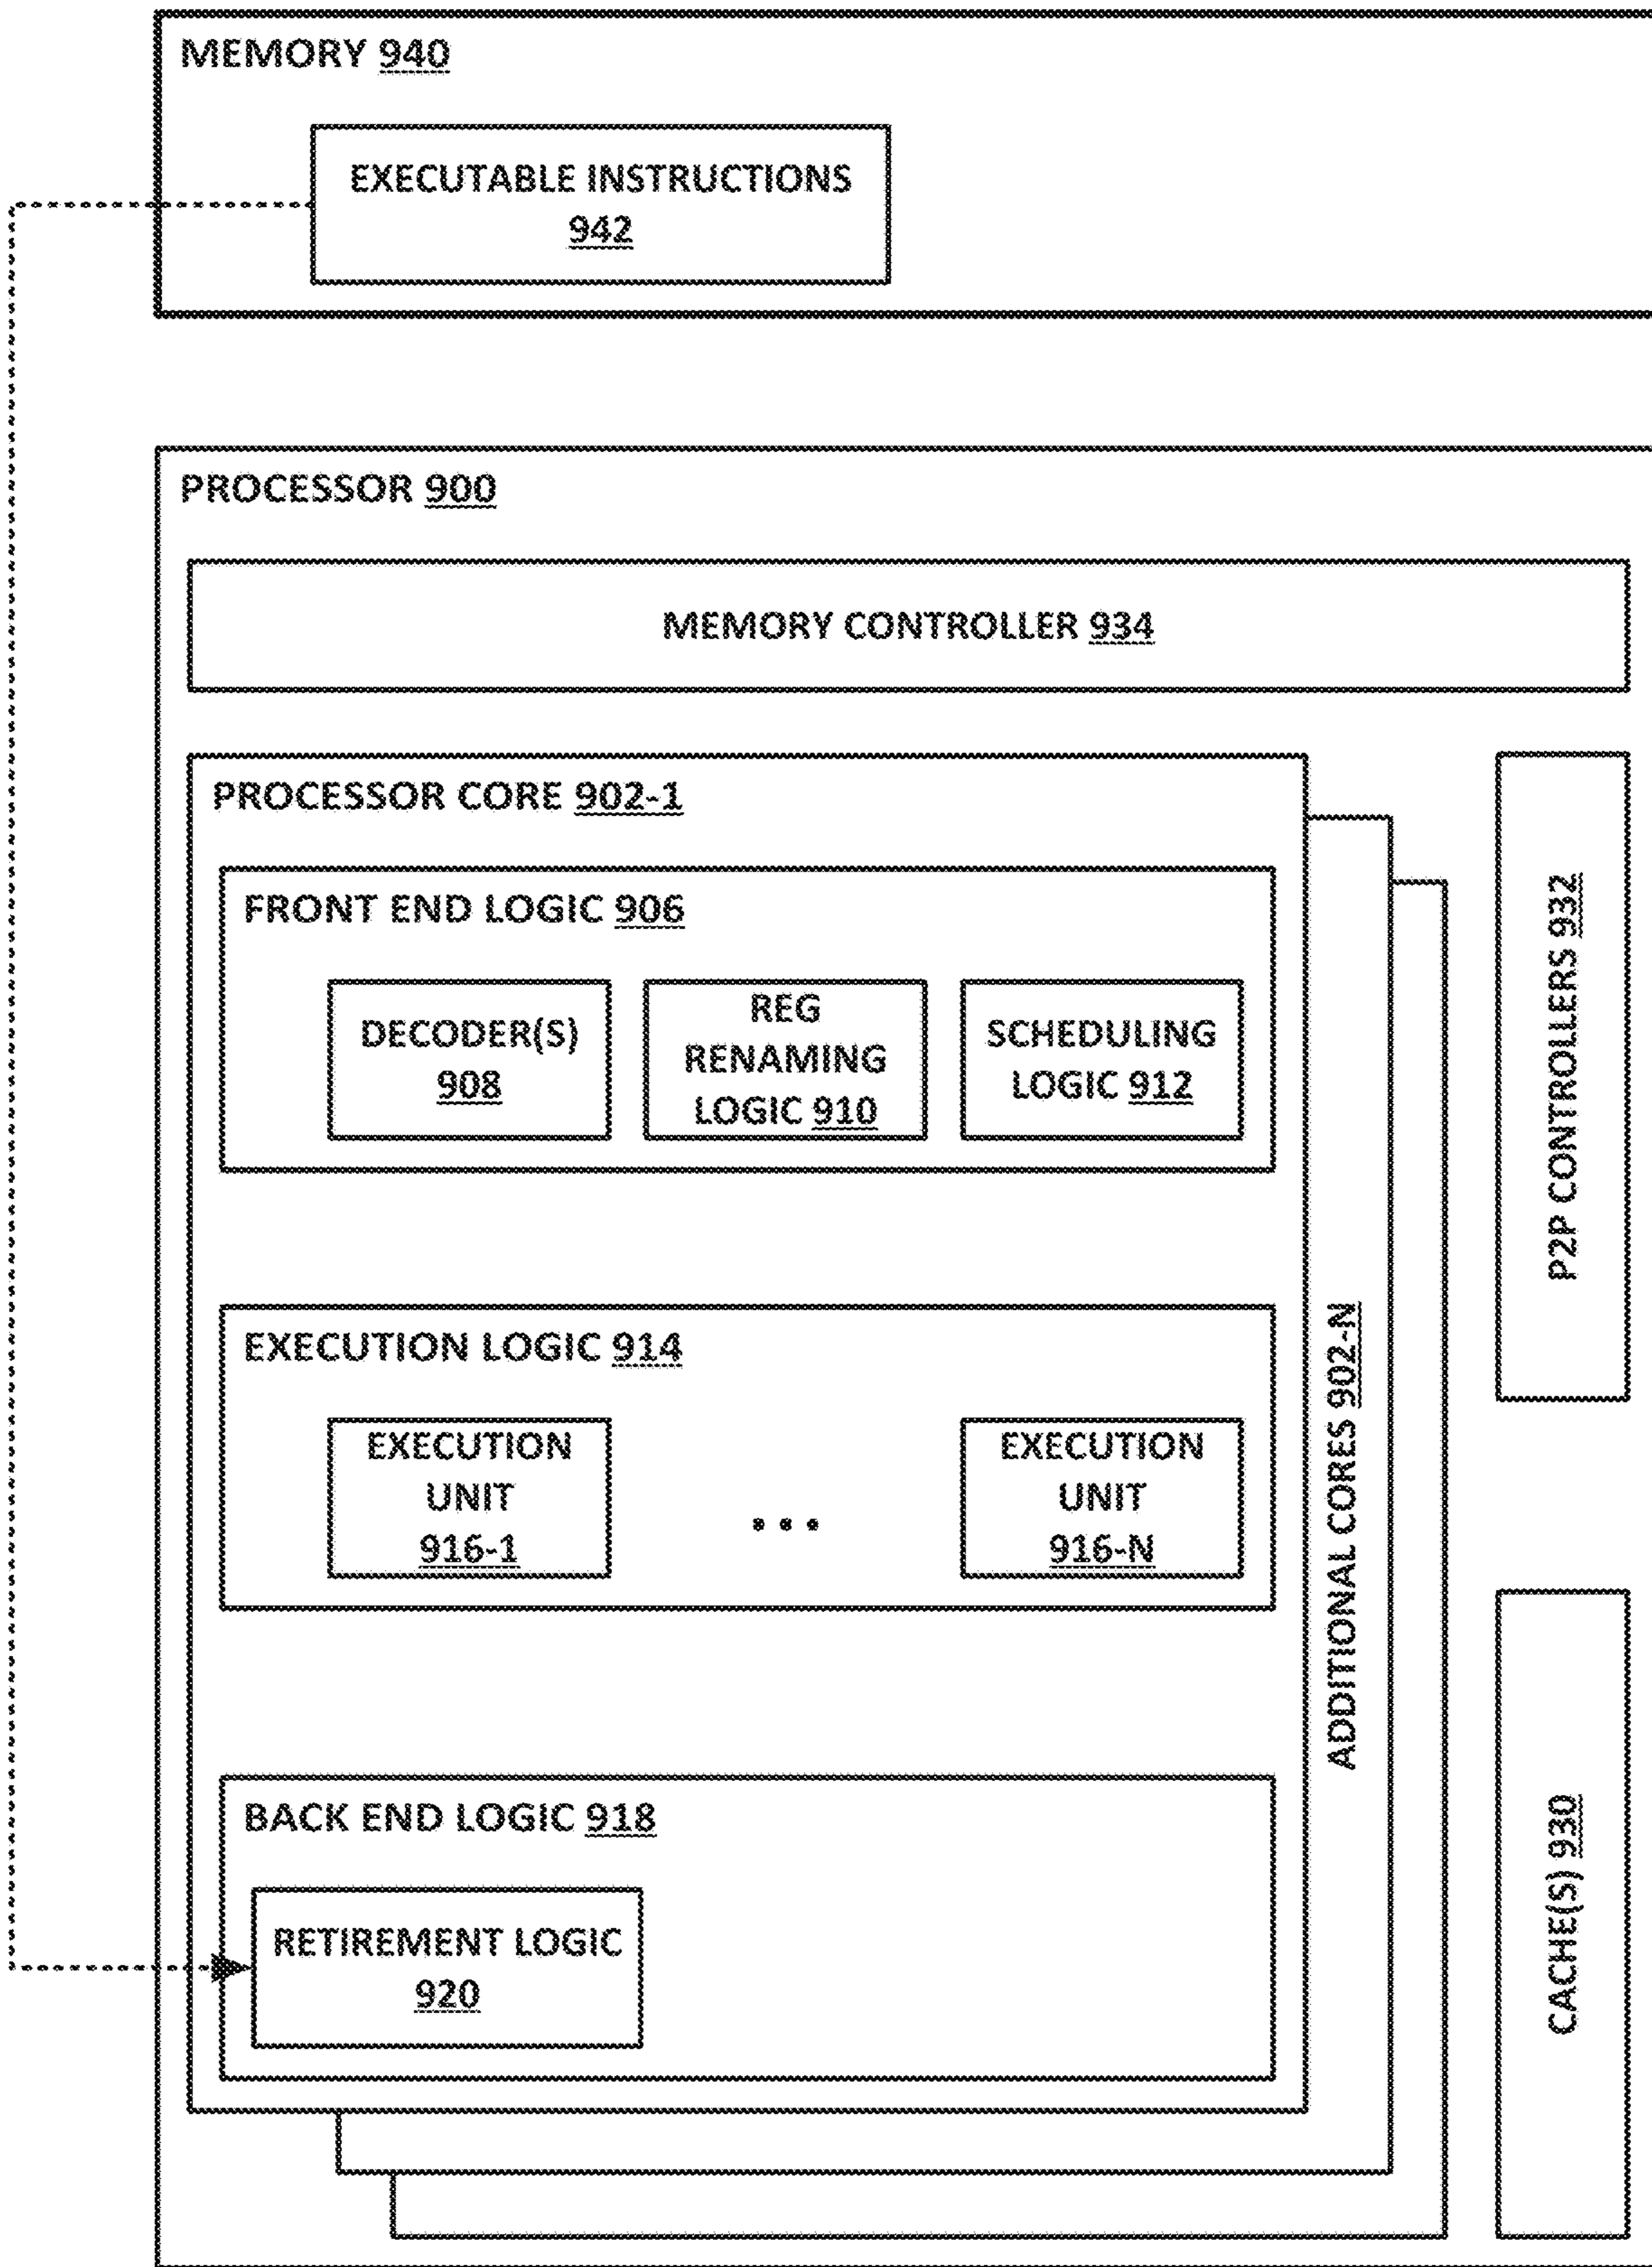 MEMORY 940
EXECUTABLE INSTRUCTIONS
942
PROCESSOR 900
MEMORY CONTROLLER 934
PROCESSOR CORE 902-1
FRONT END LOGIC 906
DECODER(S)
908
REG
RENAMING
LOGIC 910
SCHEDULING
LOGIC 912
EXECUTION LOGIC 914
EXECUTION
UNIT
916-1
...
EXECUTION
UNIT
916-N
BACK END LOGIC 918
RETIREMENT LOGIC
920
ADDITIONAL CORES 902-N
P2P CONTROLLERS 932
CACHE(S) 930